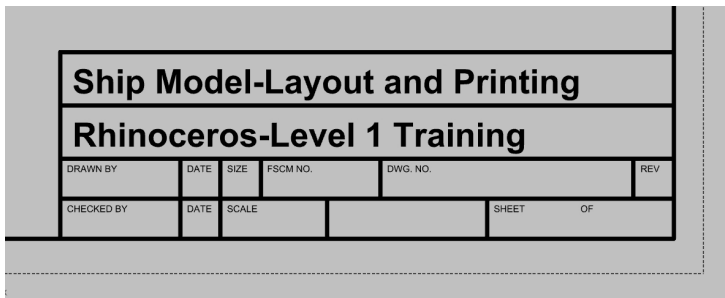 Ship Model-Layout and Printing
Rhinoceros-Level 1 Training
DRAWN BY DATE SIZE FSCM NO. DWG. NO. REV
CHECKED BY DATE SCALE SHEET OF